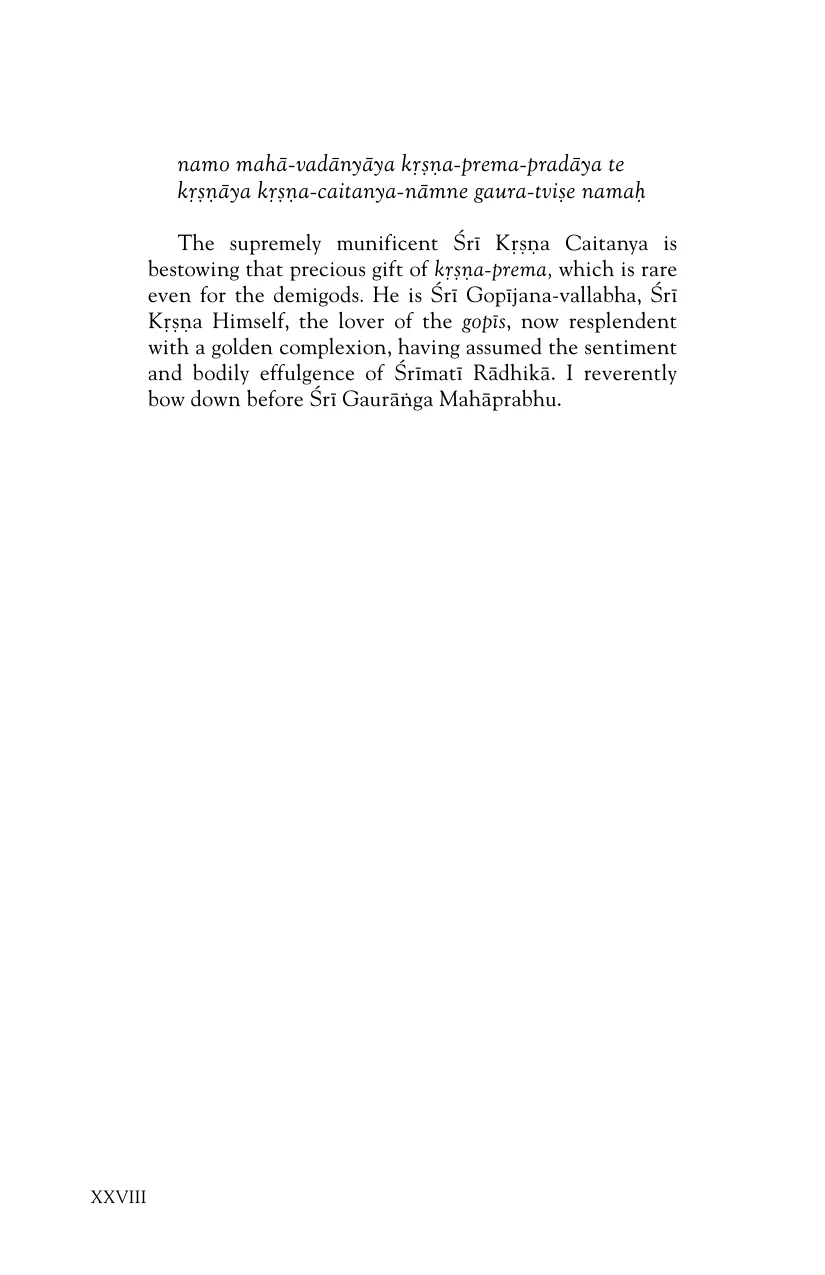 namo mahā-vadānyāya kṛṣṇa-prema-pradāya te
kṛṣṇāya kṛṣṇa-caitanya-nāmne gaura-tviṣe namaḥ
The supremely munificent Śrī Kṛṣṇa Caitanya is
bestowing that precious gift of kṛṣṇa-prema, which is rare
even for the demigods. He is Śrī Gopījana-vallabha, Śrī
Kṛṣṇa Himself, the lover of the gopīs, now resplendent
with a golden complexion, having assumed the sentiment
and bodily effulgence of Śrīmatī Rādhikā. I reverently
bow down before Śrī Gaurāṅga Mahāprabhu.
XXVIII